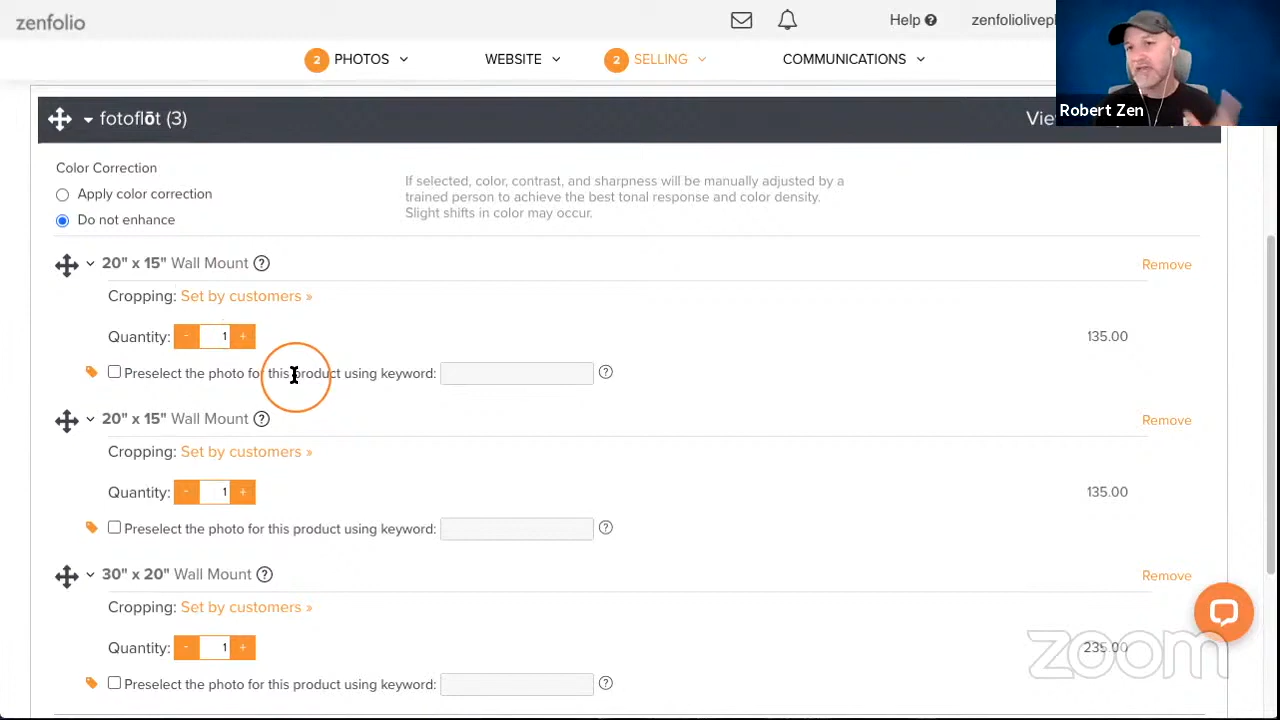 zenfolio
Help
2 PHOTOS
WEBSITE
2 SELLING
COMMUNICATIONS
Robert Zen
fotoflōt (3)
Color Correction
Apply color correction
Do not enhance
If selected, color, contrast, and sharpness will be manually adjusted by a
trained person to achieve the best tonal response and color density.
Slight shifts in color may occur.
20" x 15" Wall Mount ?
Remove
Cropping: Set by customers »
Quantity: - 1 +
135.00
Preselect the photo for this product using keyword: ?
20" x 15" Wall Mount ?
Remove
Cropping: Set by customers »
Quantity: - 1 +
135.00
Preselect the photo for this product using keyword: ?
30" x 20" Wall Mount ?
Remove
Cropping: Set by customers »
Quantity: - 1 +
235.00
zoom
Preselect the photo for this product using keyword: ?